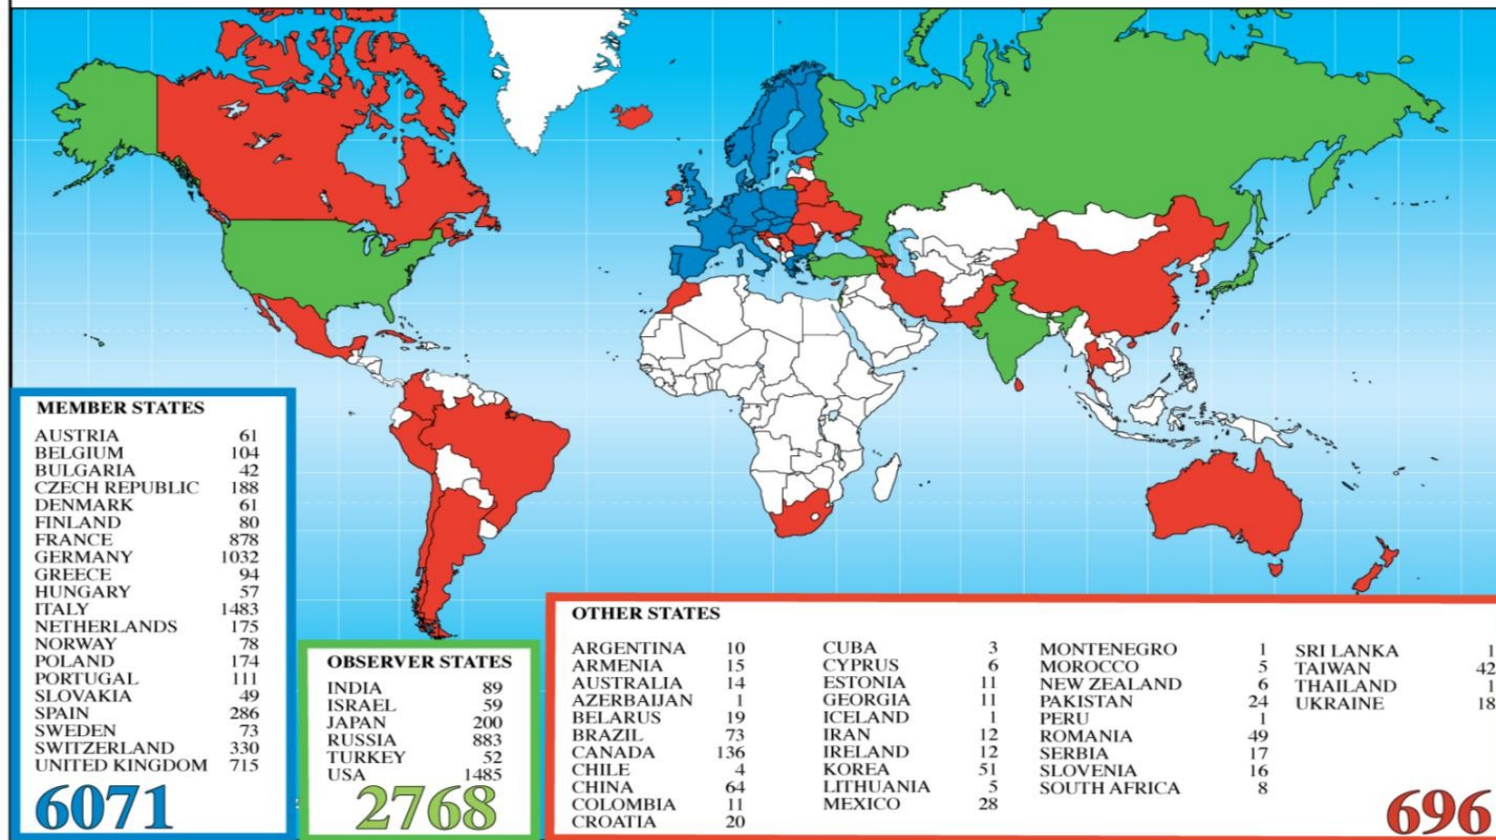 MEMBER STATES
AUSTRIA 61
BELGIUM 104
BULGARIA 42
CZECH REPUBLIC 188
DENMARK 61
FINLAND 80
FRANCE 878
GERMANY 1032
GREECE 94
HUNGARY 57
ITALY 1483
NETHERLANDS 175
NORWAY 78
POLAND 174
PORTUGAL 111
SLOVAKIA 49
SPAIN 286
SWEDEN 73
SWITZERLAND 330
UNITED KINGDOM 715
6071
OBSERVER STATES
INDIA 89
ISRAEL 59
JAPAN 200
RUSSIA 883
TURKEY 52
USA 1485
2768
OTHER STATES
ARGENTINA 10
ARMENIA 15
AUSTRALIA 14
AZERBAIJAN 1
BELARUS 19
BRAZIL 73
CANADA 136
CHILE 4
CHINA 64
COLOMBIA 11
CROATIA 20
CUBA 3
CYPRUS 6
ESTONIA 11
GEORGIA 11
ICELAND 1
IRAN 12
IRELAND 12
KOREA 51
LITHUANIA 5
MEXICO 28
MONTENEGRO 1
MOROCCO 5
NEW ZEALAND 6
PAKISTAN 24
PERU 1
ROMANIA 49
SERBIA 17
SLOVENIA 16
SOUTH AFRICA 8
SRI LANKA 1
TAIWAN 42
THAILAND 1
UKRAINE 18
696